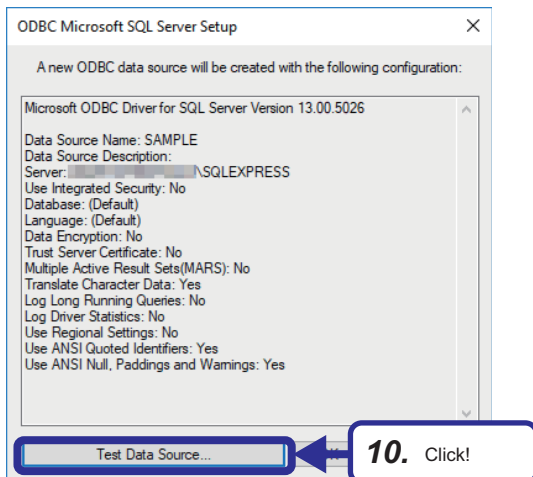 ODBC Microsoft SQL Server Setup
A new ODBC data source will be created with the following configuration:
Microsoft ODBC Driver for SQL Server Version 13.00.5026
Data Source Name: SAMPLE
Data Source Description:
Server: \SQLEXPRESS
Use Integrated Security: No
Database: (Default)
Language: (Default)
Data Encryption: No
Trust Server Certificate: No
Multiple Active Result Sets(MARS): No
Translate Character Data: Yes
Log Long Running Queries: No
Log Driver Statistics: No
Use Regional Settings: No
Use ANSI Quoted Identifiers: Yes
Use ANSI Null, Paddings and Warnings: Yes
Test Data Source...
10. Click!